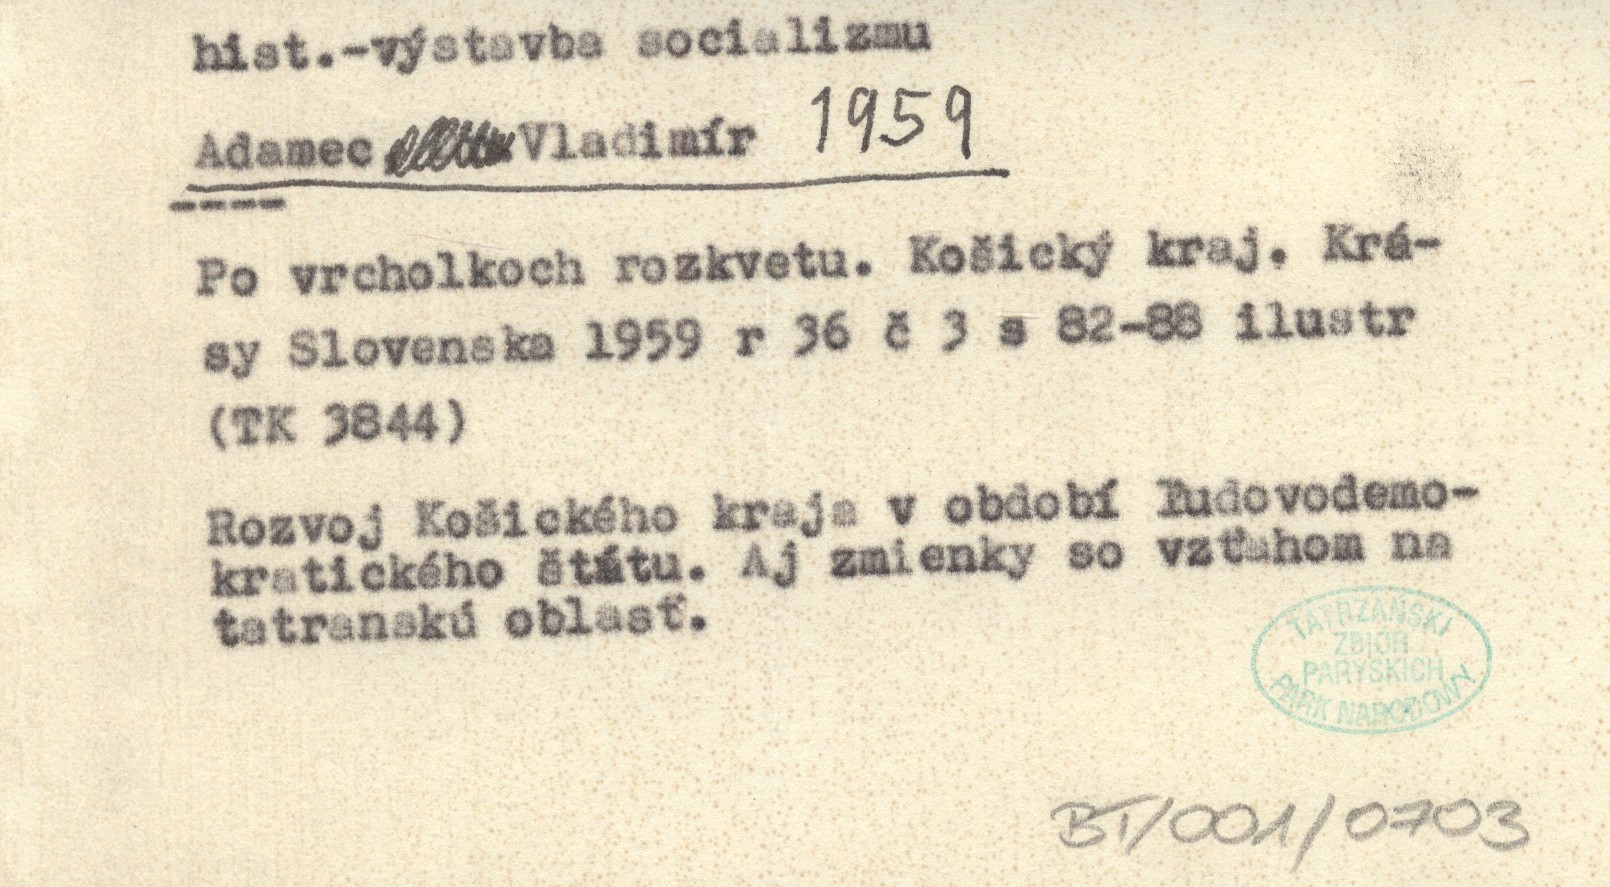 hist.-výstavba socializmu
Adamec Vladimír 1959
Po vrcholkoch rozkvetu. Košický kraj. Krá-
sy Slovenska 1959 r 36 č 3 s 82-88 ilustr
(TK 3844)
Rozvoj Košického kraja v období ľudovodemo-
kratického štátu. Aj zmienky so vzťahom na
tatranskú oblasť.
TATRZAŃSKI
ZBIÓR
PARYSKICH
PARK NARODOWY
BT/001/0703